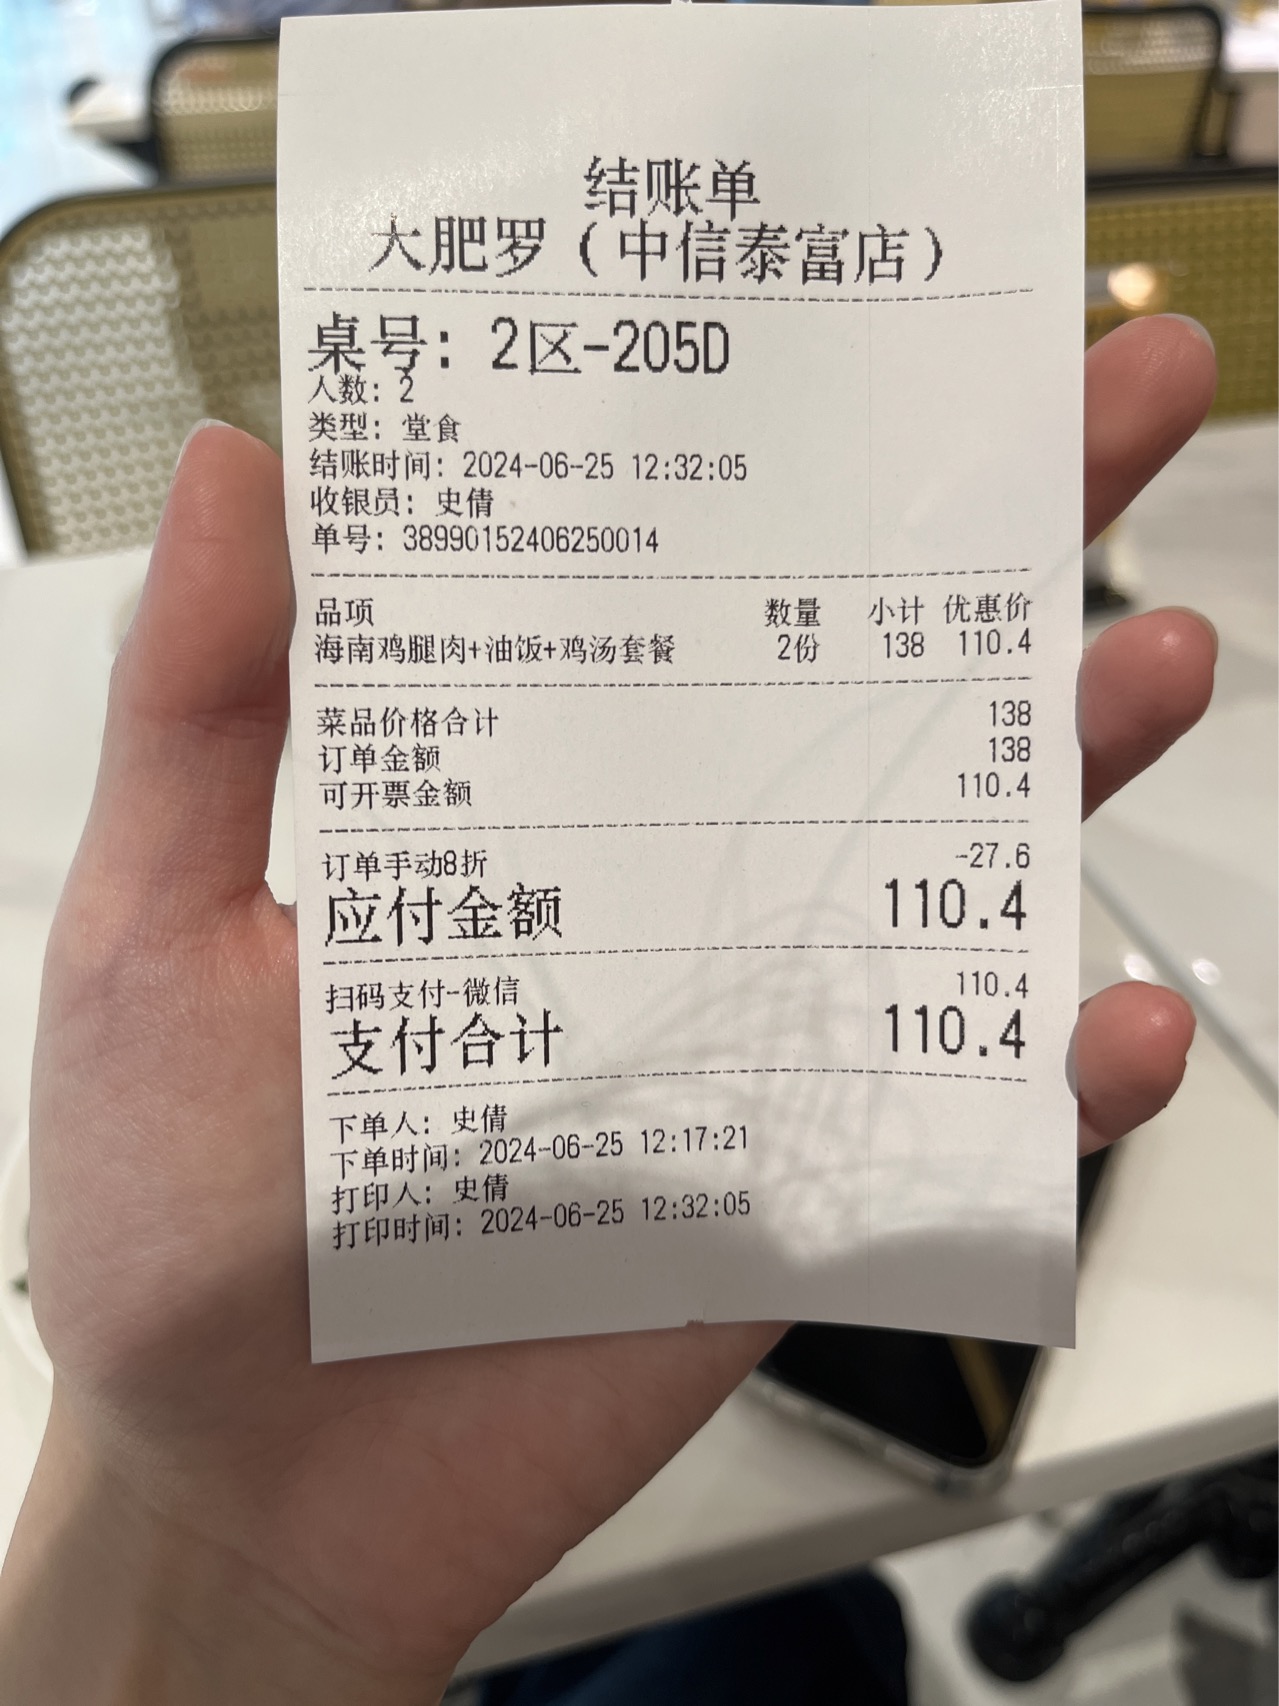 结账单
大肥罗（中信泰富店）
桌号：2区-205D
人数：2
类型：堂食
结账时间：2024-06-25 12:32:05
收银员：史倩
单号：38990152406250014
品项 数量 小计 优惠价
海南鸡腿肉+油饭+鸡汤套餐 2份 138 110.4
菜品价格合计 138
订单金额 138
可开票金额 110.4
订单手动8折 -27.6
应付金额 110.4
扫码支付-微信 110.4
支付合计 110.4
下单人：史倩
下单时间：2024-06-25 12:17:21
打印人：史倩
打印时间：2024-06-25 12:32:05